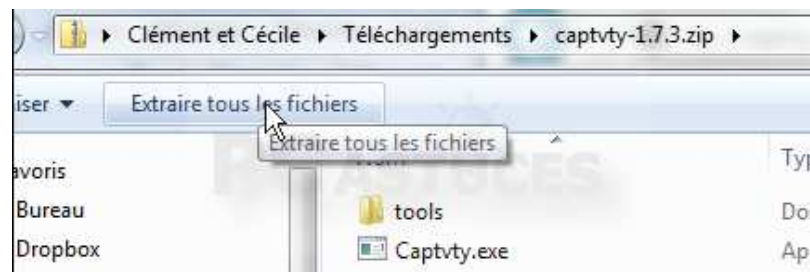 Clément et Cécile Téléchargements captvty-1.7.3.zip
iser Extraire tous les fichiers
Extraire tous les fichiers
avoris Nom Typ
Bureau tools Do
Dropbox Captvty.exe Ap
ASTUCES